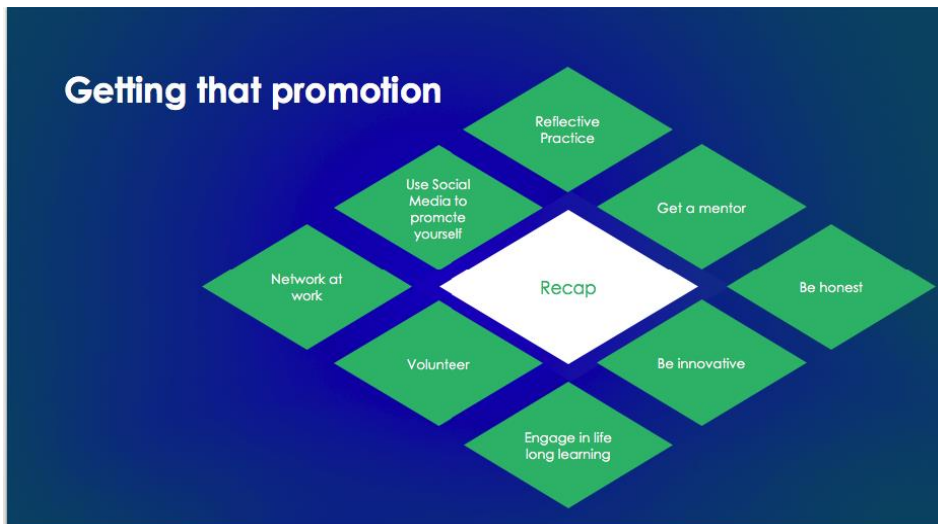 Getting that promotion
Reflective
Practice
Use Social
Media to
promcte
yourself
Get a mentor
Network at
work
Recap
Be honest
Volunteer
Be innovative
Engage in life
long learning